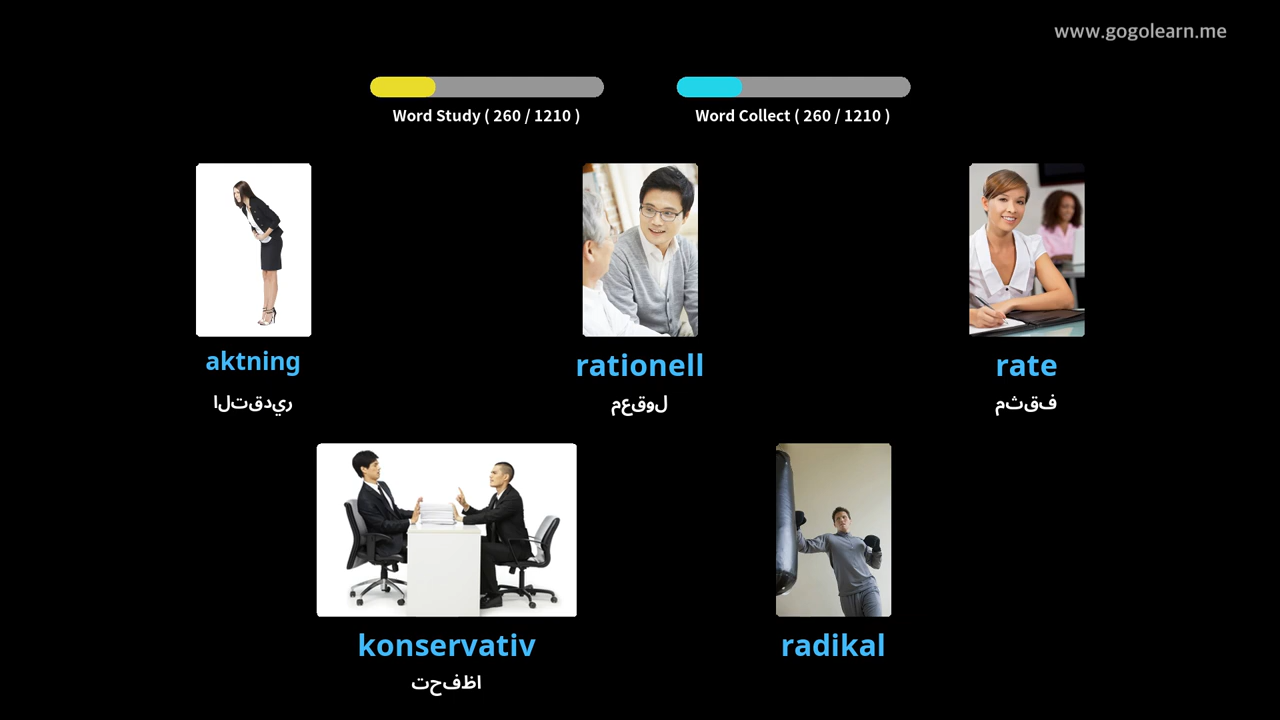 www.gogolearn.me
Word Study ( 260 / 1210 )
Word Collect ( 260 / 1210 )
aktning rationell rate
التقدير معقول مثقف
konservativ radikal
تحفظا